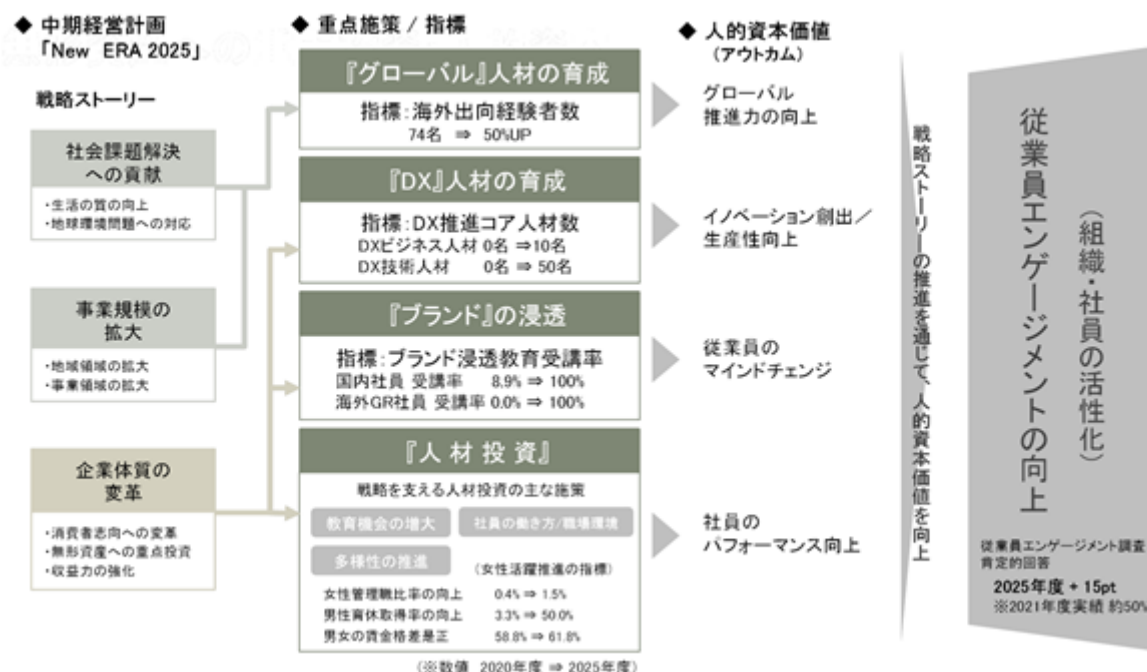 ◆ 中期経営計画
「New ERA 2025」
戦略ストーリー
社会課題解決
への貢献
・生活の質の向上
・地球環境問題への対応
事業規模の
拡大
・地域領域の拡大
・事業領域の拡大
企業体質の
変革
・消費者志向への変革
・無形資産への重点投資
・収益力の強化
◆ 重点施策 / 指標
『グローバル』人材の育成
指標:海外出向経験者数
74名 ⇒ 50%UP
『DX』人材の育成
指標:DX推進コア人材数
DXビジネス人材 0名 ⇒10名
DX技術人材 0名 ⇒ 50名
『ブランド』の浸透
指標:ブランド浸透教育受講率
国内社員 受講率 8.9% ⇒ 100%
海外GR社員 受講率 0.0% ⇒ 100%
『人 材 投 資』
戦略を支える人材投資の主な施策
教育機会の増大 社員の働き方/職場環境
多様性の推進 (女性活躍推進の指標)
女性管理職比率の向上 0.4% ⇒ 1.5%
男性育休取得率の向上 3.3% ⇒ 50.0%
男女の賃金格差是正 58.8% ⇒ 61.8%
(※数値 2020年度 ⇒ 2025年度)
◆ 人的資本価値
(アウトカム)
グローバル
推進力の向上
イノベーション創出/
生産性向上
従業員の
マインドチェンジ
社員の
パフォーマンス向上
戦略ストーリーの推進を通じて、人的資本価値を向上
従業員エンゲージメントの向上
(組織・社員の活性化)
従業員エンゲージメント調査
肯定的回答
2025年度 + 15pt
※2021年度実績 約50%